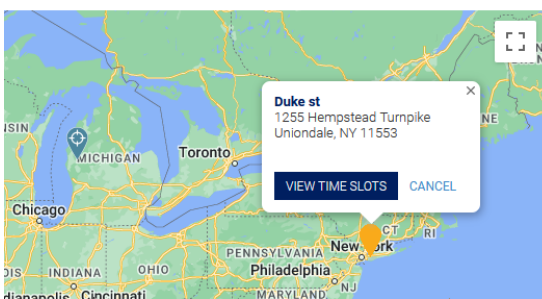 Duke st
1255 Hempstead Turnpike
Uniondale, NY 11553
VIEW TIME SLOTS
CANCEL
NE
MICHIGAN
Toronto
Chicago
CT
RI
New York
PENNSYLVANIA
INDIANA
OHIO
Philadelphia
Cincinnati
MARYLAND
NJ